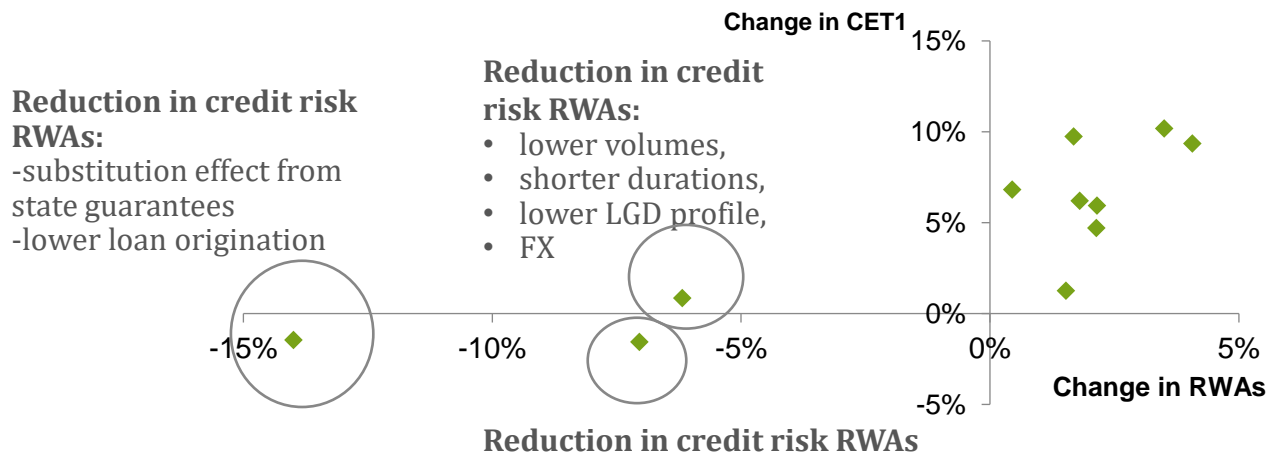 Change in CET1
Reduction in credit risk
RWAs:
-substitution effect from
state guarantees
-lower loan origination
Reduction in credit
risk RWAs:
• lower volumes,
• shorter durations,
• lower LGD profile,
• FX
15%
10%
5%
0%
-5%
-15%
-10%
-5%
0%
5%
Change in RWAs
Reduction in credit risk RWAs